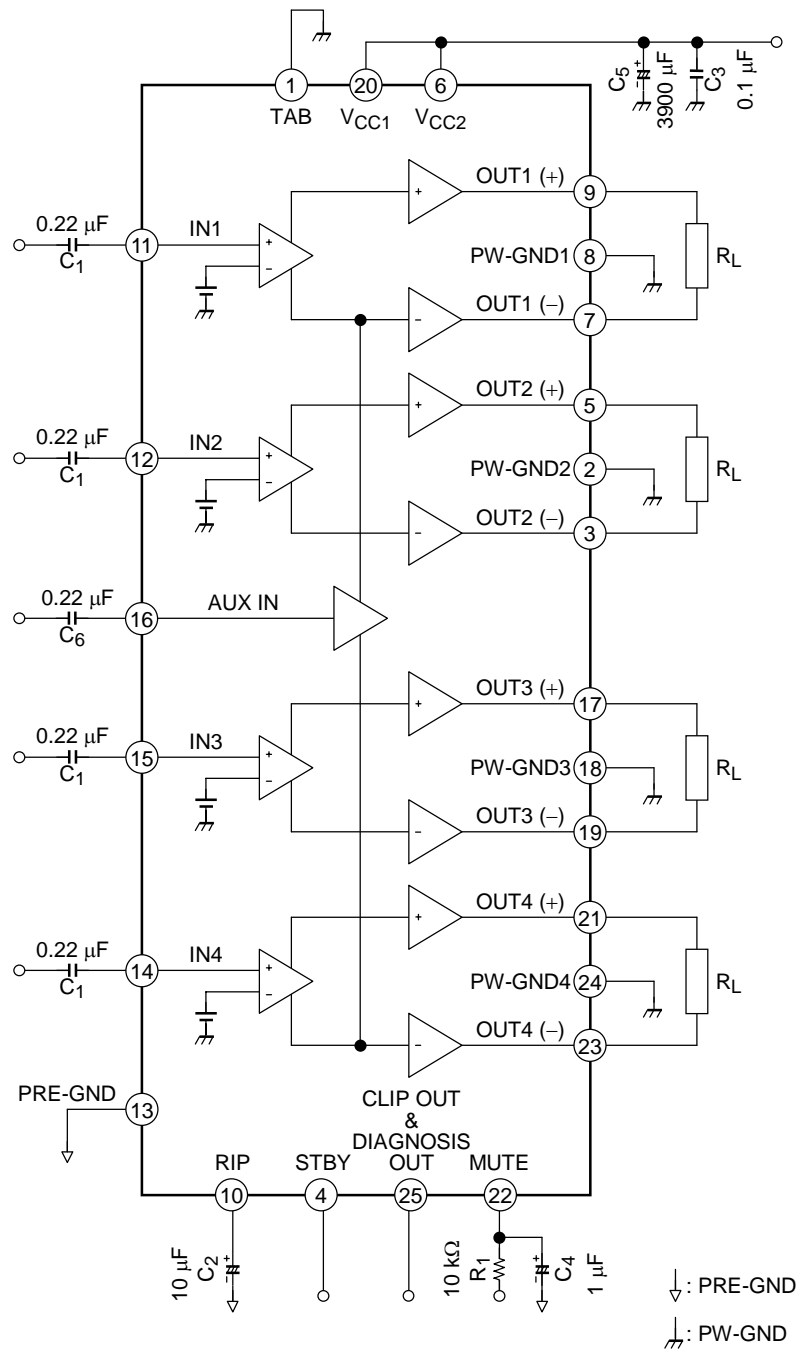 1
20
6
TAB
VCC1
VCC2
C5
3900 µF
C3
0.1 µF
0.22 µF
C1
11
IN1
+
−
+
OUT1 (+)
9
PW-GND1
8
RL
−
OUT1 (−)
7
0.22 µF
C1
12
IN2
+
−
+
OUT2 (+)
5
PW-GND2
2
RL
−
OUT2 (−)
3
0.22 µF
C6
16
AUX IN
0.22 µF
C1
15
IN3
+
−
+
OUT3 (+)
17
PW-GND3
18
RL
−
OUT3 (−)
19
0.22 µF
C1
14
IN4
+
−
+
OUT4 (+)
21
PW-GND4
24
RL
−
OUT4 (−)
23
PRE-GND
13
CLIP OUT
&
DIAGNOSIS
RIP
STBY
OUT
MUTE
10
4
25
22
10 µF
C2
10 kΩ
R1
C4
1 µF
: PRE-GND
: PW-GND